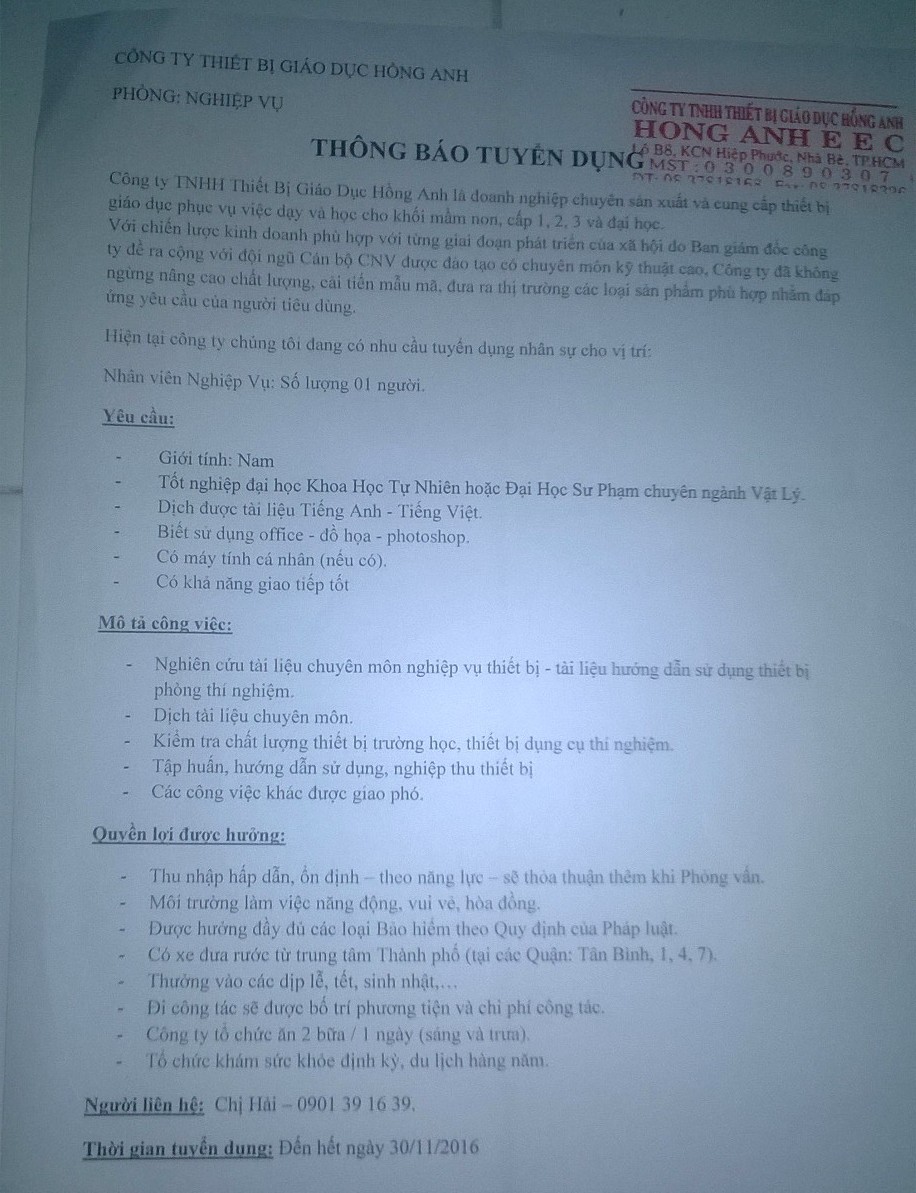 CÔNG TY THIẾT BỊ GIÁO DỤC HỒNG ANH
PHÒNG: NGHIỆP VỤ
CÔNG TY TNHH THIẾT BỊ GIÁO DỤC HỒNG ANH
HONG ANH E E C
Lô B8, KCN Hiệp Phước, Nhà Bè, TP.HCM
MST : 0 3 0 0 8 9 0 3 0 7
THÔNG BÁO TUYỂN DỤNG
Công ty TNHH Thiết Bị Giáo Dục Hồng Anh là doanh nghiệp chuyên sản xuất và cung cấp thiết bị
giáo dục phục vụ việc dạy và học cho khối mầm non, cấp 1, 2, 3 và đại học.
Với chiến lược kinh doanh phù hợp với từng giai đoạn phát triển của xã hội do Ban giám đốc công
ty đề ra cộng với đội ngũ Cán bộ CNV được đào tạo có chuyên môn kỹ thuật cao, Công ty đã không
ngừng nâng cao chất lượng, cải tiến mẫu mã, đưa ra thị trường các loại sản phẩm phù hợp nhằm đáp
ứng yêu cầu của người tiêu dùng.
Hiện tại công ty chúng tôi đang có nhu cầu tuyển dụng nhân sự cho vị trí:
Nhân viên Nghiệp Vụ: Số lượng 01 người.
Yêu cầu:
- Giới tính: Nam
- Tốt nghiệp đại học Khoa Học Tự Nhiên hoặc Đại Học Sư Phạm chuyên ngành Vật Lý.
- Dịch được tài liệu Tiếng Anh - Tiếng Việt.
- Biết sử dụng office - đồ họa - photoshop.
- Có máy tính cá nhân (nếu có).
- Có khả năng giao tiếp tốt
Mô tả công việc:
- Nghiên cứu tài liệu chuyên môn nghiệp vụ thiết bị - tài liệu hướng dẫn sử dụng thiết bị
phòng thí nghiệm.
- Dịch tài liệu chuyên môn.
- Kiểm tra chất lượng thiết bị trường học, thiết bị dụng cụ thí nghiệm.
- Tập huấn, hướng dẫn sử dụng, nghiệp thu thiết bị
- Các công việc khác được giao phó.
Quyền lợi được hưởng:
- Thu nhập hấp dẫn, ổn định – theo năng lực – sẽ thỏa thuận thêm khi Phỏng vấn.
- Môi trường làm việc năng động, vui vẻ, hòa đồng.
- Được hưởng đầy đủ các loại Bảo hiểm theo Quy định của Pháp luật.
- Có xe đưa rước từ trung tâm Thành phố (tại các Quận: Tân Bình, 1, 4, 7).
- Thưởng vào các dịp lễ, tết, sinh nhật,…
- Đi công tác sẽ được bố trí phương tiện và chi phí công tác.
- Công ty tổ chức ăn 2 bữa / 1 ngày (sáng và trưa).
- Tổ chức khám sức khỏe định kỳ, du lịch hàng năm.
Người liên hệ: Chị Hải – 0901 39 16 39.
Thời gian tuyển dụng: Đến hết ngày 30/11/2016